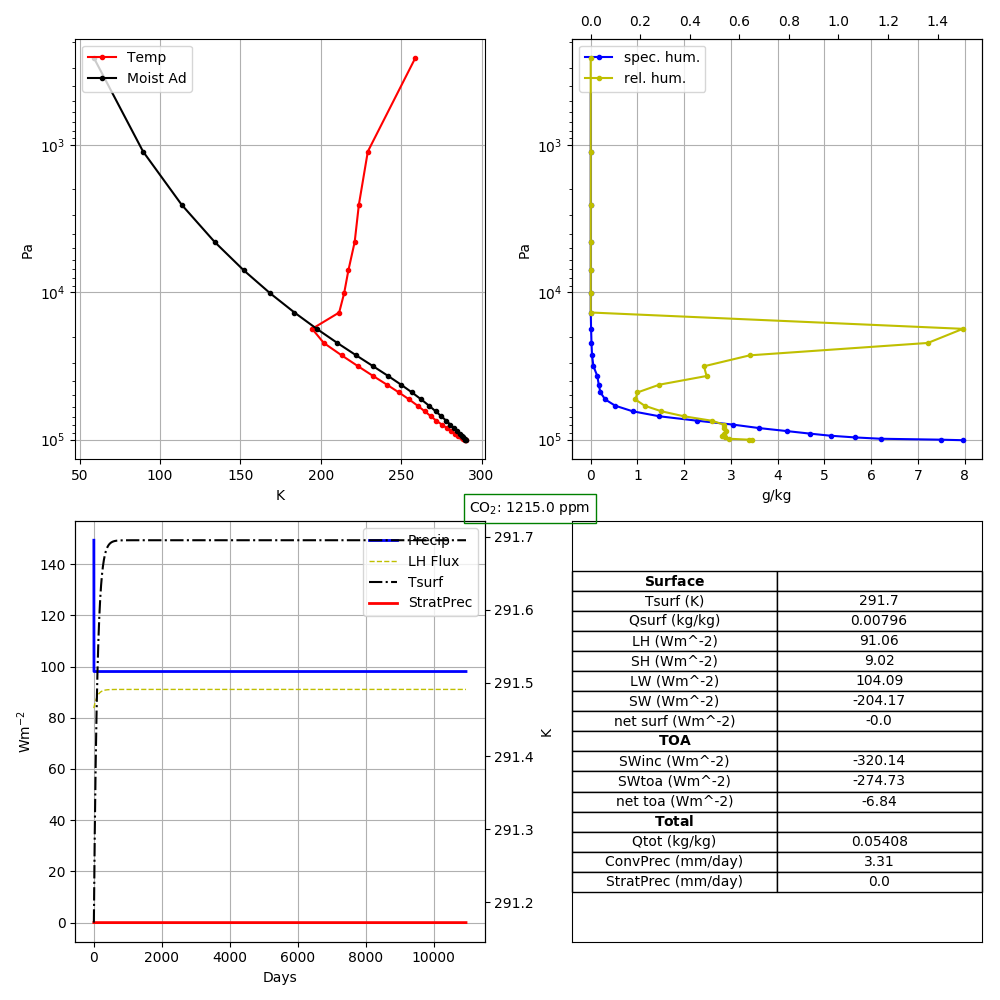 Temp
Moist Ad
Pa
10^3
10^4
10^5
50 100 150 200 250 300
K
0.0 0.2 0.4 0.6 0.8 1.0 1.2 1.4
spec. hum.
rel. hum.
Pa
10^3
10^4
10^5
0 1 2 3 4 5 6 7 8
g/kg
CO₂: 1215.0 ppm
Precip
LH Flux
Tsurf
StratPrec
Wm⁻²
140
120
100
80
60
40
20
0
0 2000 4000 6000 8000 10000
Days
291.7
291.6
291.5
291.4
291.3
291.2
K
Surface
Tsurf (K) 291.7
Qsurf (kg/kg) 0.00796
LH (Wm^-2) 91.06
SH (Wm^-2) 9.02
LW (Wm^-2) 104.09
SW (Wm^-2) -204.17
net surf (Wm^-2) -0.0
TOA
SWinc (Wm^-2) -320.14
SWtoa (Wm^-2) -274.73
net toa (Wm^-2) -6.84
Total
Qtot (kg/kg) 0.05408
ConvPrec (mm/day) 3.31
StratPrec (mm/day) 0.0